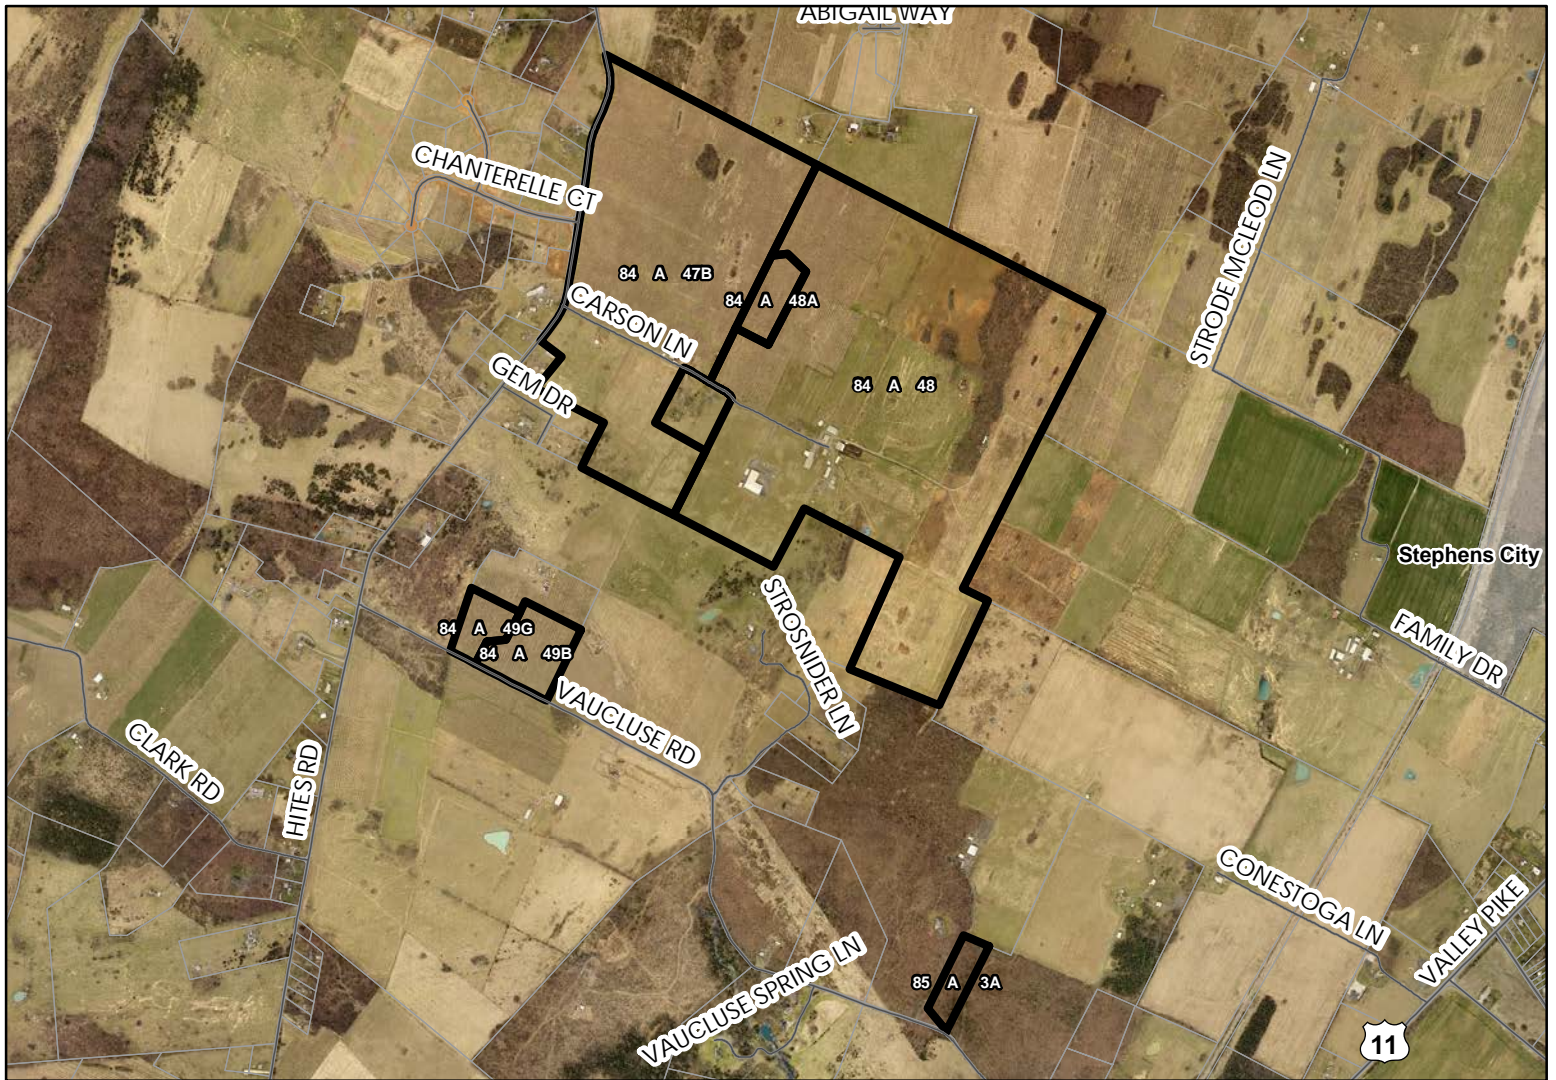 ABIGAIL WAY
CHANTERELLE CT
STRODE MCLEOD LN
84 A 47B
84 A 48A
CARSON LN
GEM DR
84 A 48
Stephens City
84 A 49G
84 A 49B
STROSNIDER LN
FAMILY DR
VAUCLUSE RD
CLARK RD
HITES RD
CONESTOGA LN
VALLEY PIKE
VAUCLUSE SPRING LN
85 A 3A
11